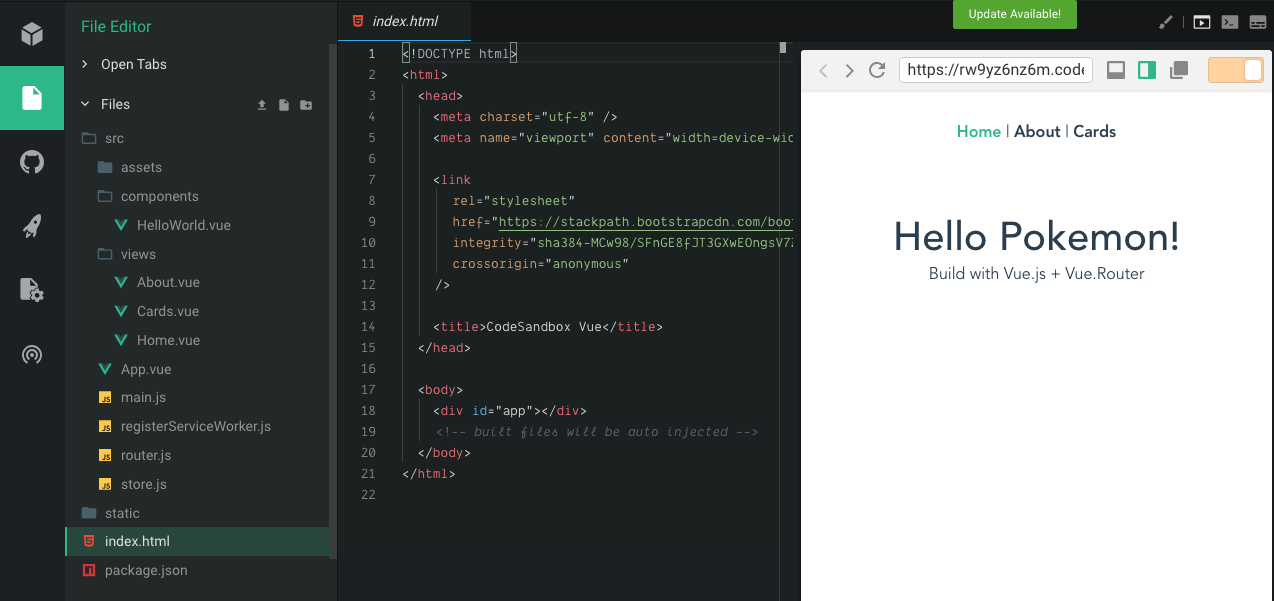 File Editor
Open Tabs
Files
src
assets
components
HelloWorld.vue
views
About.vue
Cards.vue
Home.vue
App.vue
main.js
registerServiceWorker.js
router.js
store.js
static
index.html
package.json
index.html
1 <!DOCTYPE html>
2 <html>
3 <head>
4 <meta charset="utf-8" />
5 <meta name="viewport" content="width=device-wid
6
7 <link
8 rel="stylesheet"
9 href="https://stackpath.bootstrapcdn.com/boot
10 integrity="sha384-MCw98/SFnGE8fJT3GXwEOngsV7Z
11 crossorigin="anonymous"
12 />
13
14 <title>CodeSandbox Vue</title>
15 </head>
16
17 <body>
18 <div id="app"></div>
19 <!-- built files will be auto injected -->
20 </body>
21 </html>
22
Update Available!
https://rw9yz6nz6m.code
Home | About | Cards
Hello Pokemon!
Build with Vue.js + Vue.Router